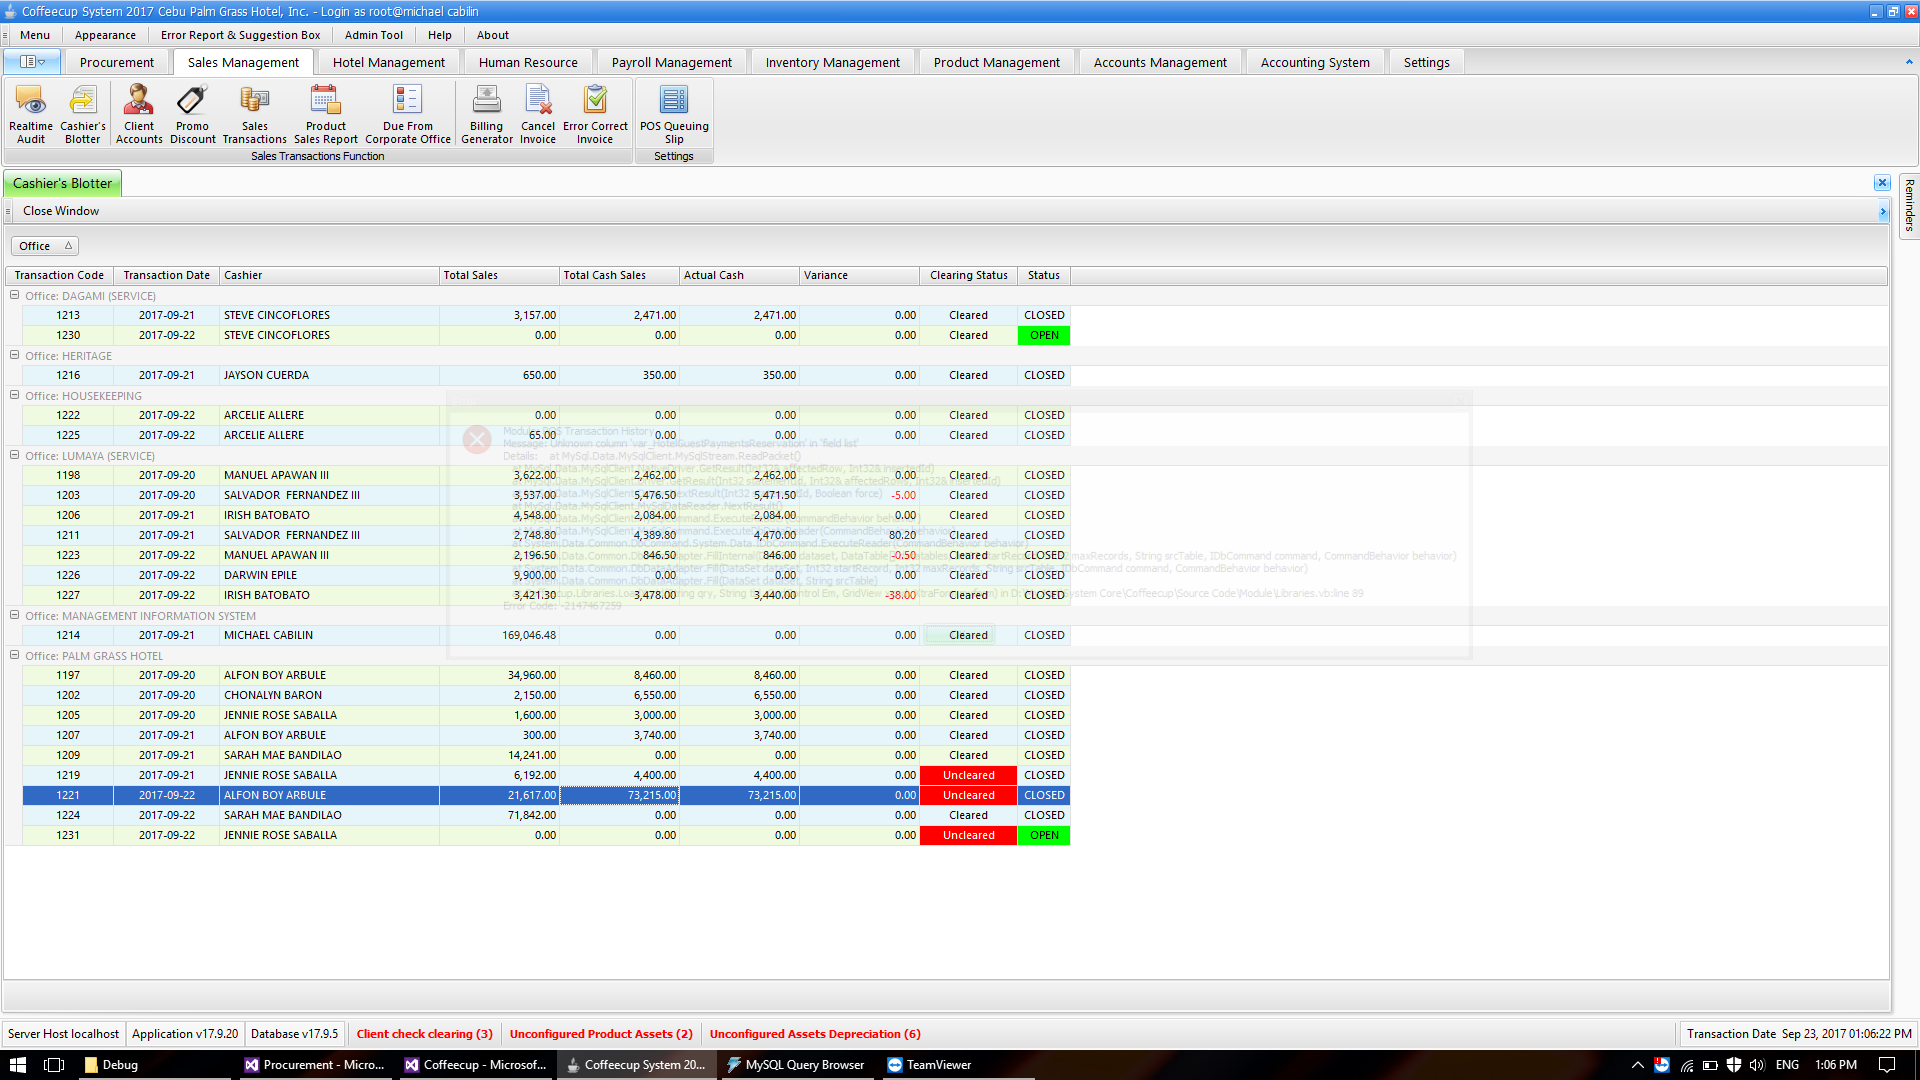 Coffeecup System 2017 Cebu Palm Grass Hotel, Inc. - Login as root@michael cabilin
Menu Appearance Error Report & Suggestion Box Admin Tool Help About
Procurement Sales Management Hotel Management Human Resource Payroll Management Inventory Management Product Management Accounts Management Accounting System Settings
Realtime Audit Cashier's Blotter Client Accounts Promo Discount Sales Transactions Product Sales Report Due From Corporate Office Billing Generator Cancel Invoice Error Correct Invoice POS Queuing Slip
Sales Transactions Function Settings
Cashier's Blotter
Reminders
Close Window
Office
Transaction Code Transaction Date Cashier Total Sales Total Cash Sales Actual Cash Variance Clearing Status Status
Office: DAGAMI (SERVICE)
1213 2017-09-21 STEVE CINCOFLORES 3,157.00 2,471.00 2,471.00 0.00 Cleared CLOSED
1230 2017-09-22 STEVE CINCOFLORES 0.00 0.00 0.00 0.00 Cleared OPEN
Office: HERITAGE
1216 2017-09-21 JAYSON CUERDA 650.00 350.00 350.00 0.00 Cleared CLOSED
Office: HOUSEKEEPING
1222 2017-09-22 ARCELIE ALLERE 0.00 0.00 0.00 0.00 Cleared CLOSED
1225 2017-09-22 ARCELIE ALLERE 65.00 0.00 0.00 0.00 Cleared CLOSED
Office: LUMAYA (SERVICE)
1198 2017-09-20 MANUEL APAWAN III 3,622.00 2,462.00 2,462.00 0.00 Cleared CLOSED
1203 2017-09-20 SALVADOR FERNANDEZ III 3,537.00 5,476.50 5,471.50 -5.00 Cleared CLOSED
1206 2017-09-21 IRISH BATOBATO 4,548.00 2,084.00 2,084.00 0.00 Cleared CLOSED
1211 2017-09-21 SALVADOR FERNANDEZ III 2,748.80 4,389.80 4,470.00 80.20 Cleared CLOSED
1223 2017-09-22 MANUEL APAWAN III 2,196.50 846.50 846.00 -0.50 Cleared CLOSED
1226 2017-09-22 DARWIN EPILE 9,900.00 0.00 0.00 0.00 Cleared CLOSED
1227 2017-09-22 IRISH BATOBATO 3,421.30 3,478.00 3,440.00 -38.00 Cleared CLOSED
Office: MANAGEMENT INFORMATION SYSTEM
1214 2017-09-21 MICHAEL CABILIN 169,046.48 0.00 0.00 0.00 Cleared CLOSED
Office: PALM GRASS HOTEL
1197 2017-09-20 ALFON BOY ARBULE 34,960.00 8,460.00 8,460.00 0.00 Cleared CLOSED
1202 2017-09-20 CHONALYN BARON 2,150.00 6,550.00 6,550.00 0.00 Cleared CLOSED
1205 2017-09-20 JENNIE ROSE SABALLA 1,600.00 3,000.00 3,000.00 0.00 Cleared CLOSED
1207 2017-09-21 ALFON BOY ARBULE 300.00 3,740.00 3,740.00 0.00 Cleared CLOSED
1209 2017-09-21 SARAH MAE BANDILAO 14,241.00 0.00 0.00 0.00 Cleared CLOSED
1219 2017-09-21 JENNIE ROSE SABALLA 6,192.00 4,400.00 4,400.00 0.00 Uncleared CLOSED
1221 2017-09-22 ALFON BOY ARBULE 21,617.00 73,215.00 73,215.00 0.00 Uncleared CLOSED
1224 2017-09-22 SARAH MAE BANDILAO 71,842.00 0.00 0.00 0.00 Cleared CLOSED
1231 2017-09-22 JENNIE ROSE SABALLA 0.00 0.00 0.00 0.00 Uncleared OPEN
POS Transaction History
Message: Unknown column 'var_HotelGuestPaymentsReservation' in 'field list'
Details: at MySql.Data.MySqlClient.MySqlStream.ReadPacket()
Error Code: -2147467259
Server Host localhost Application v17.9.20 Database v17.9.5 Client check clearing (3) Unconfigured Product Assets (2) Unconfigured Assets Depreciation (6) Transaction Date Sep 23, 2017 01:06:22 PM
Debug Procurement - Micro... Coffeecup - Microsof... Coffeecup System 20... MySQL Query Browser TeamViewer ENG 1:06 PM